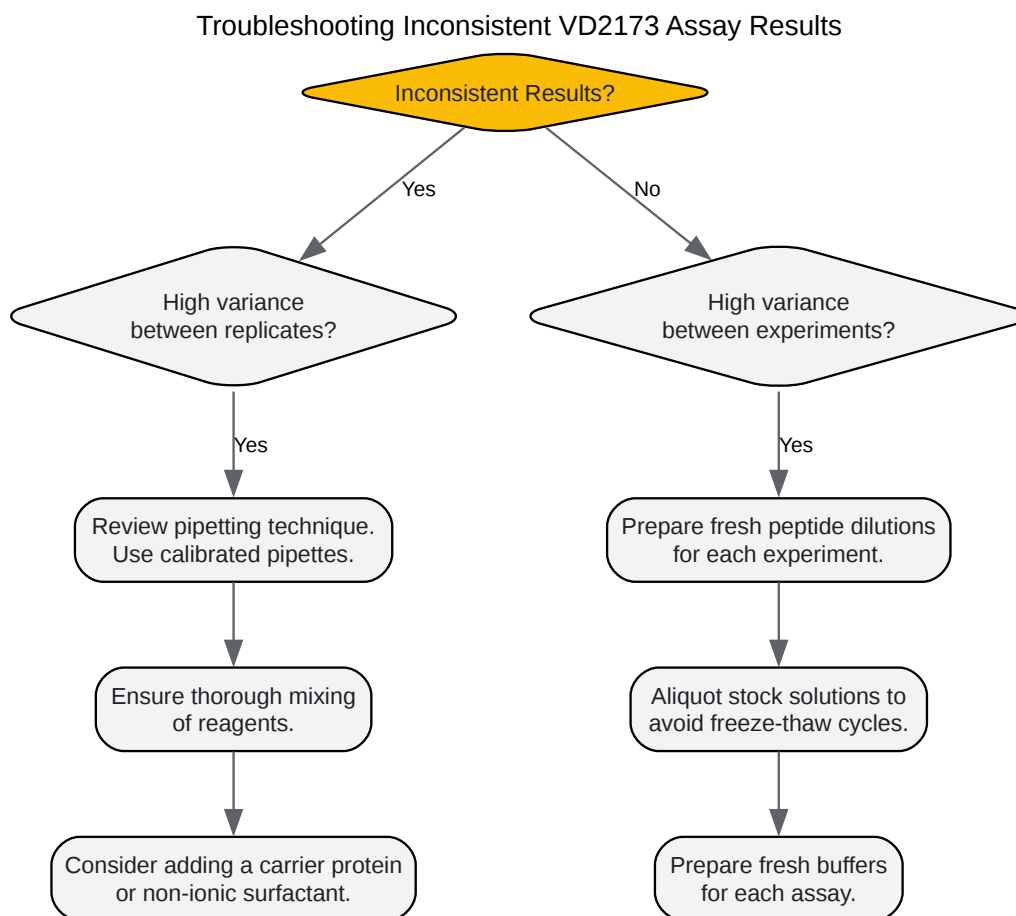 Troubleshooting Inconsistent VD2173 Assay Results
Inconsistent Results?
Yes
No
High variance
between replicates?
High variance
between experiments?
Yes
Yes
Review pipetting technique.
Use calibrated pipettes.
Prepare fresh peptide dilutions
for each experiment.
Ensure thorough mixing
of reagents.
Aliquot stock solutions to
avoid freeze-thaw cycles.
Consider adding a carrier protein
or non-ionic surfactant.
Prepare fresh buffers
for each assay.